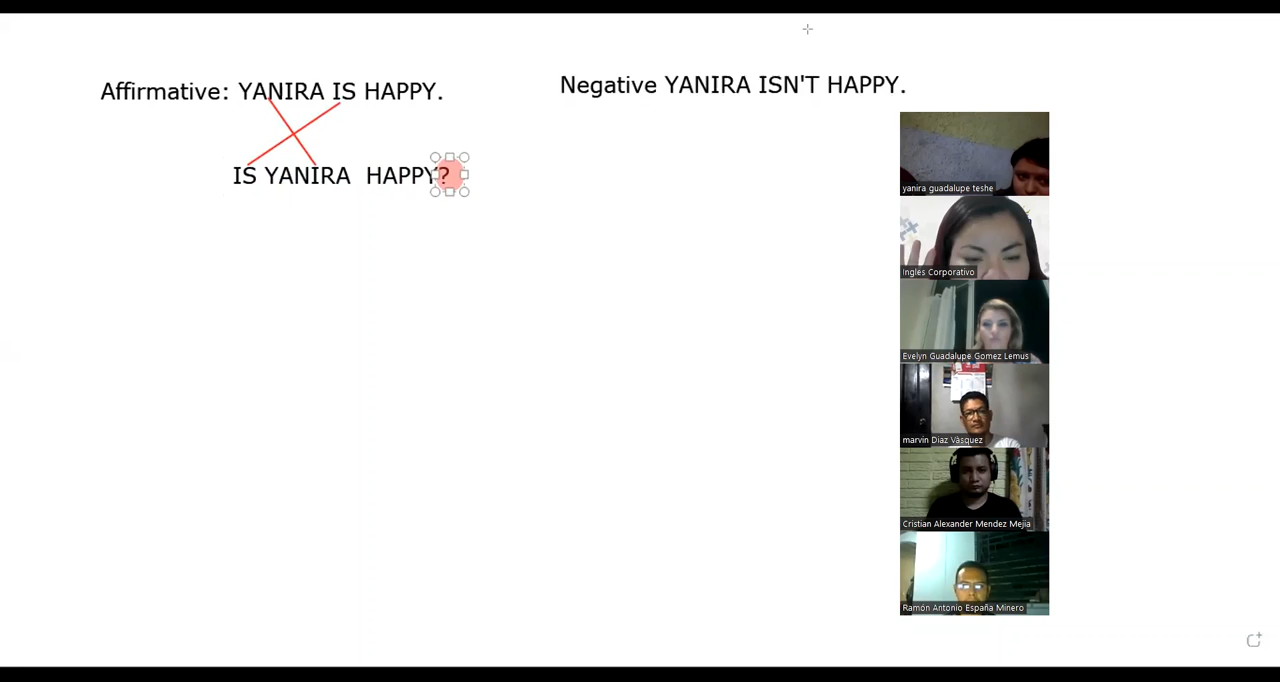 Affirmative: YANIRA IS HAPPY.
IS YANIRA HAPPY?
Negative YANIRA ISN'T HAPPY.
yanira guadalupe teshe
Inglés Corporativo
Evelyn Guadalupe Gomez Lemus
marvin Diaz Vàsquez
Cristian Alexander Mendez Mejia
Ramón Antonio España Minero